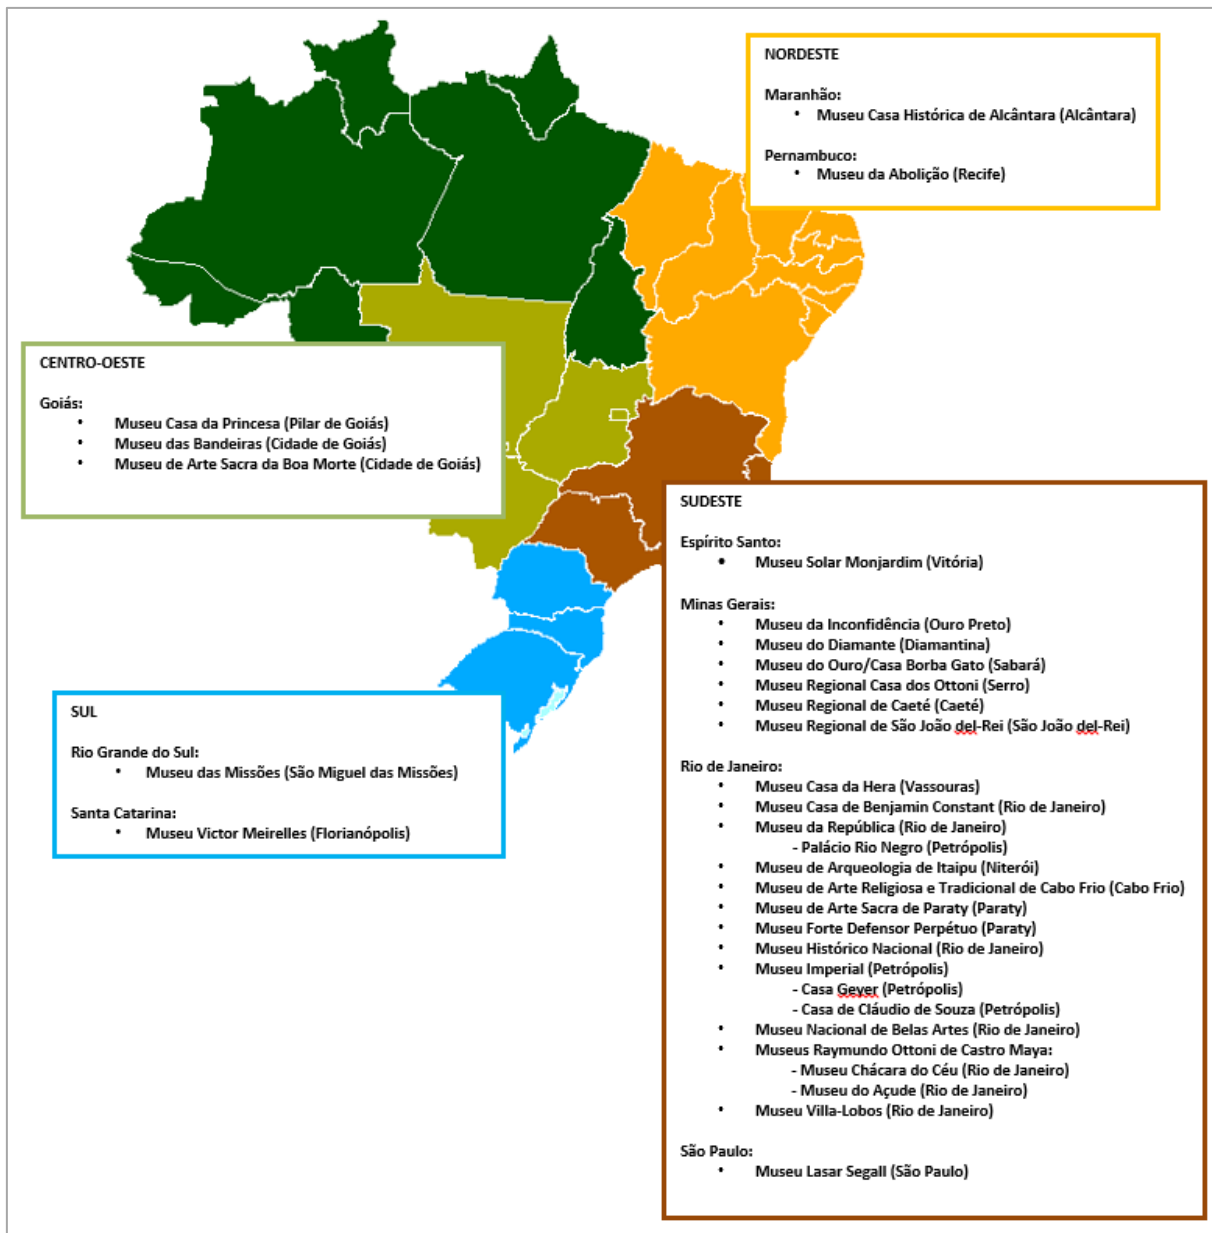 NORDESTE
Maranhão:
• Museu Casa Histórica de Alcântara (Alcântara)
Pernambuco:
• Museu da Abolição (Recife)
CENTRO-OESTE
Goiás:
• Museu Casa da Princesa (Pilar de Goiás)
• Museu das Bandeiras (Cidade de Goiás)
• Museu de Arte Sacra da Boa Morte (Cidade de Goiás)
SUDESTE
Espírito Santo:
• Museu Solar Monjardim (Vitória)
Minas Gerais:
• Museu da Inconfidência (Ouro Preto)
• Museu do Diamante (Diamantina)
• Museu do Ouro/Casa Borba Gato (Sabará)
• Museu Regional Casa dos Ottoni (Serro)
• Museu Regional de Caeté (Caeté)
• Museu Regional de São João del-Rei (São João del-Rei)
Rio de Janeiro:
• Museu Casa da Hera (Vassouras)
• Museu Casa de Benjamin Constant (Rio de Janeiro)
• Museu da República (Rio de Janeiro)
- Palácio Rio Negro (Petrópolis)
• Museu de Arqueologia de Itaipu (Niterói)
• Museu de Arte Religiosa e Tradicional de Cabo Frio (Cabo Frio)
• Museu de Arte Sacra de Paraty (Paraty)
• Museu Forte Defensor Perpétuo (Paraty)
• Museu Histórico Nacional (Rio de Janeiro)
• Museu Imperial (Petrópolis)
- Casa Geyer (Petrópolis)
- Casa de Cláudio de Souza (Petrópolis)
• Museu Nacional de Belas Artes (Rio de Janeiro)
• Museus Raymundo Ottoni de Castro Maya:
- Museu Chácara do Céu (Rio de Janeiro)
- Museu do Açude (Rio de Janeiro)
• Museu Villa-Lobos (Rio de Janeiro)
São Paulo:
• Museu Lasar Segall (São Paulo)
SUL
Rio Grande do Sul:
• Museu das Missões (São Miguel das Missões)
Santa Catarina:
• Museu Victor Meirelles (Florianópolis)